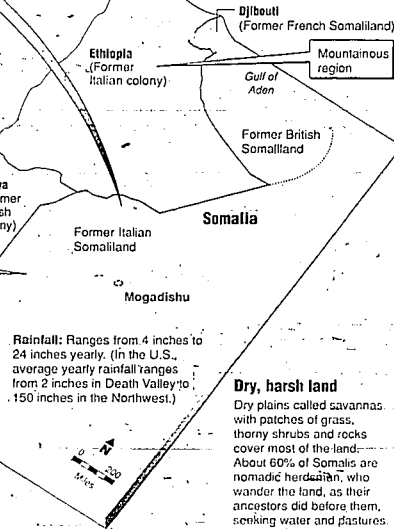 Djibouti
(Former French Somaliland)
Ethiopia
(Former
Italian colony)
Mountainous
region
Gulf of
Aden
Former British
Somaliland
Somalia
Former Italian
Somaliland
Mogadishu
Rainfall: Ranges from 4 inches to
24 inches yearly. (In the U.S.,
average yearly rainfall ranges
from 2 inches in Death Valley to
150 inches in the Northwest.)
N
0 200
Miles
Dry, harsh land
Dry plains called savannas
with patches of grass,
thorny shrubs and rocks
cover most of the land.
About 60% of Somalis are
nomadic herdsman, who
wander the land, as their
ancestors did before them,
seeking water and pastures.